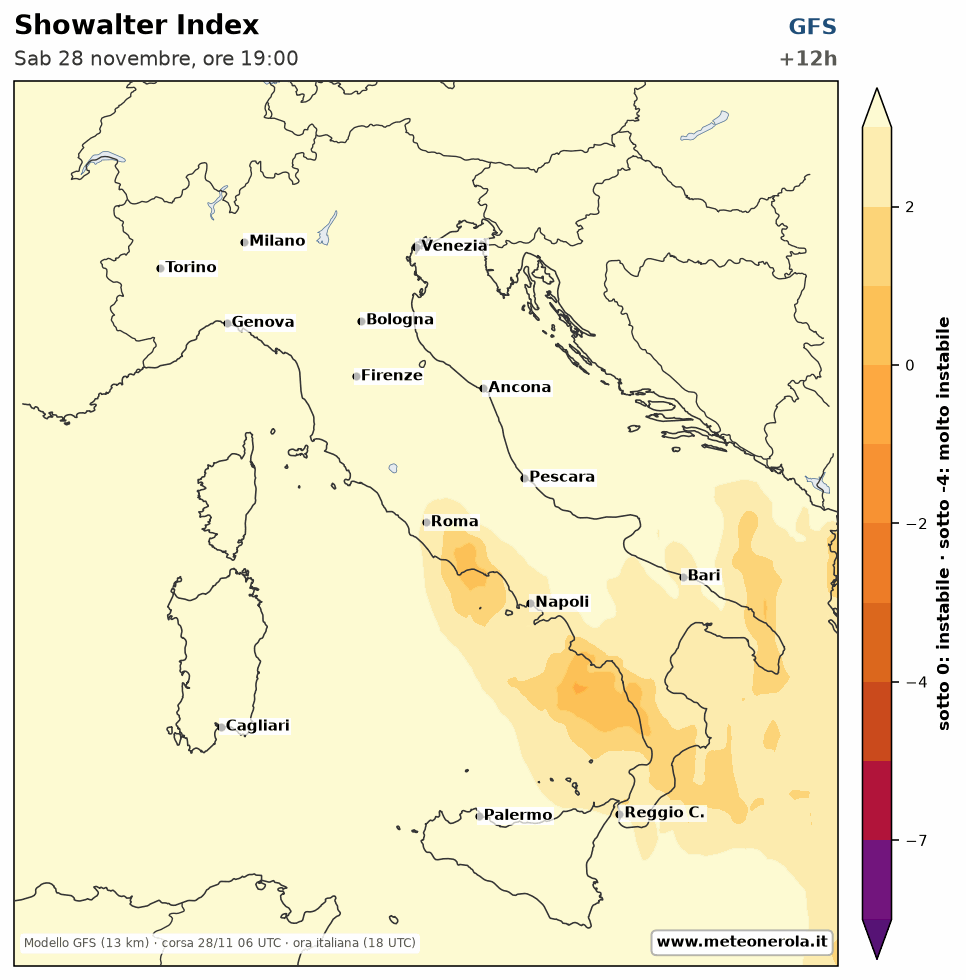 Showalter Index
GFS
Sab 28 novembre, ore 19:00
+12h
Milano
Venezia
Torino
Genova
Bologna
Firenze
Ancona
Pescara
Roma
Bari
Napoli
Cagliari
Palermo
Reggio C.
2
0
−2
−4
−7
sotto 0: instabile · sotto -4: molto instabile
Modello GFS (13 km) · corsa 28/11 06 UTC · ora italiana (18 UTC)
www.meteonerola.it